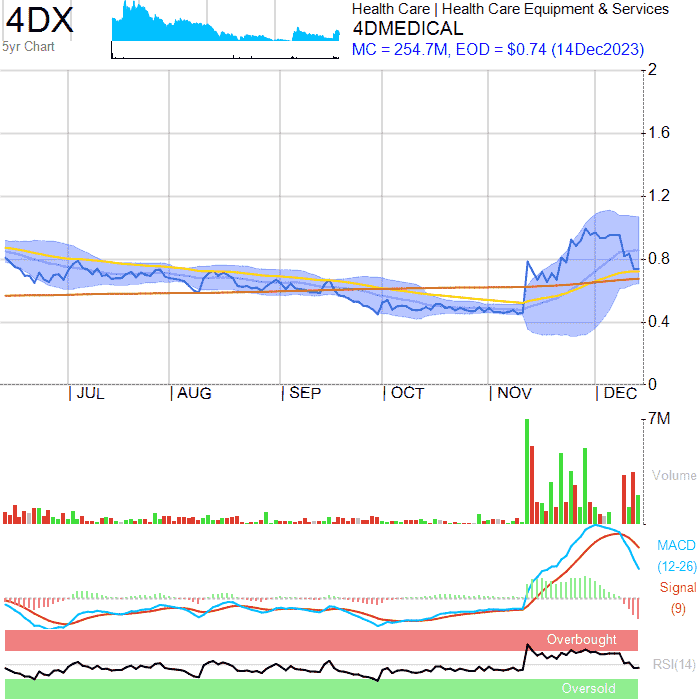 4DX
5yr Chart
Health Care | Health Care Equipment & Services
4DMEDICAL
MC = 254.7M, EOD = $0.74 (14Dec2023)
2
1.6
1.2
0.8
0.4
0
| JUL | AUG | SEP | OCT | NOV | DEC
7M
Volume
MACD
(12-26)
Signal
(9)
Overbought
RSI(14)
Oversold